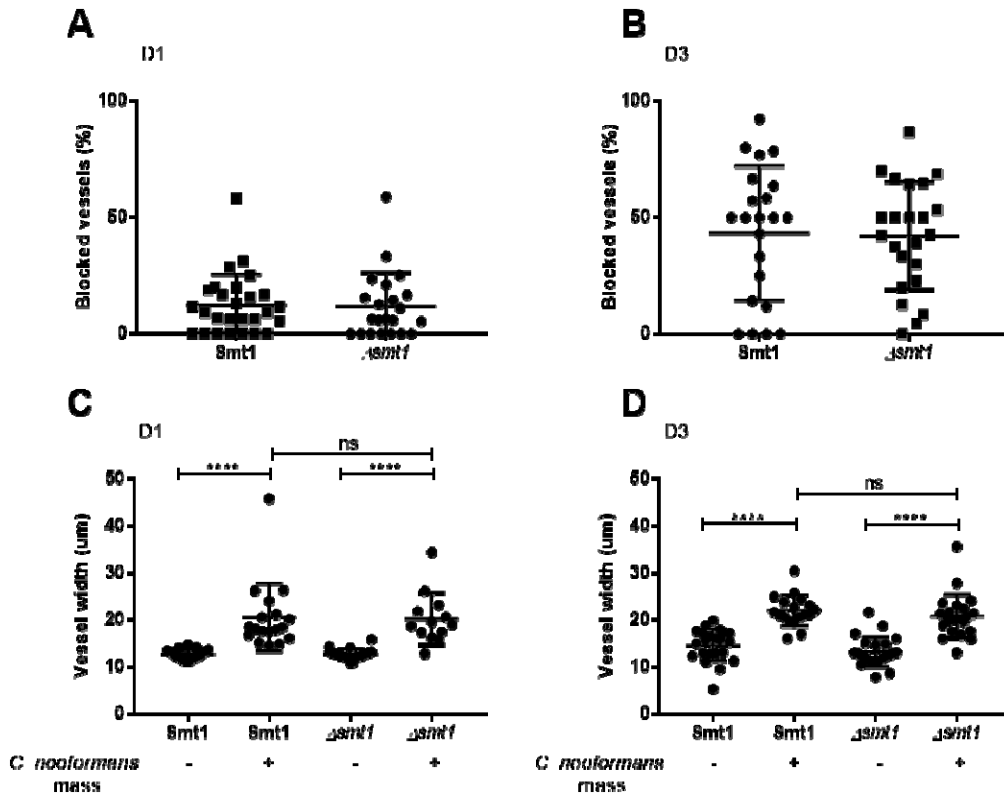 A
D1
Blocked vessels (%)
100
50
0
Smt1
Δsmt1
B
D3
Blocked vessels (%)
100
50
0
Smt1
Δsmt1
C
D1
ns
****
****
Vessel width (um)
50
40
30
20
10
0
Smt1
Smt1
Δsmt1
Δsmt1
C. neoformans
mass
-
+
-
+
D
D3
ns
****
****
Vessel width (um)
50
40
30
20
10
0
Smt1
Smt1
Δsmt1
Δsmt1
C. neoformans
mass
-
+
-
+